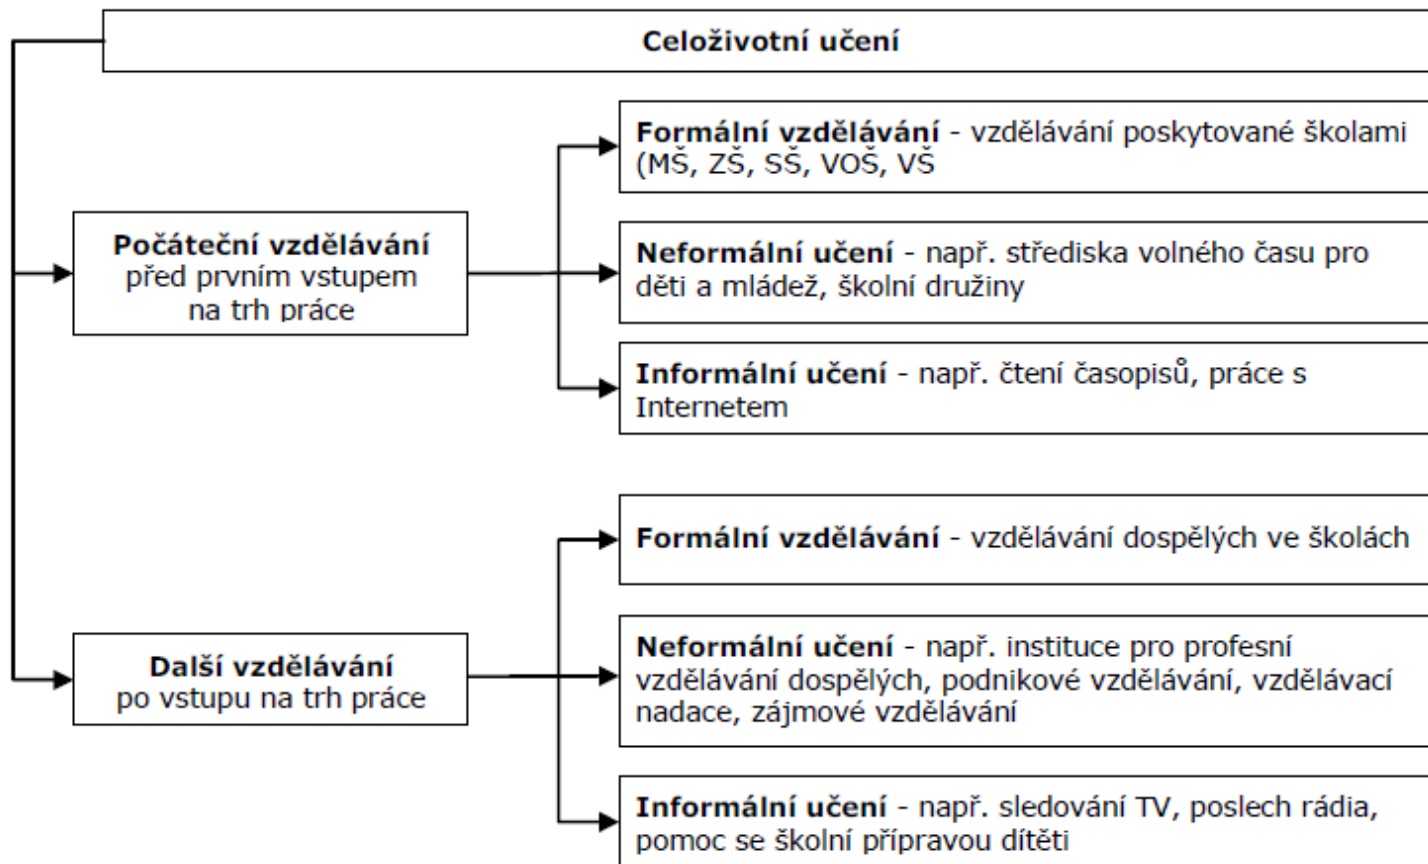 Celoživotní učení
Formální vzdělávání - vzdělávání poskytované školami
(MŠ, ZŠ, SŠ, VOŠ, VŠ
Počáteční vzdělávání
před prvním vstupem
na trh práce
Neformální učení - např. střediska volného času pro
děti a mládež, školní družiny
Informální učení - např. čtení časopisů, práce s
Internetem
Formální vzdělávání - vzdělávání dospělých ve školách
Další vzdělávání
po vstupu na trh práce
Neformální učení - např. instituce pro profesní
vzdělávání dospělých, podnikové vzdělávání, vzdělávací
nadace, zájmové vzdělávání
Informální učení - např. sledování TV, poslech rádia,
pomoc se školní přípravou dítěti